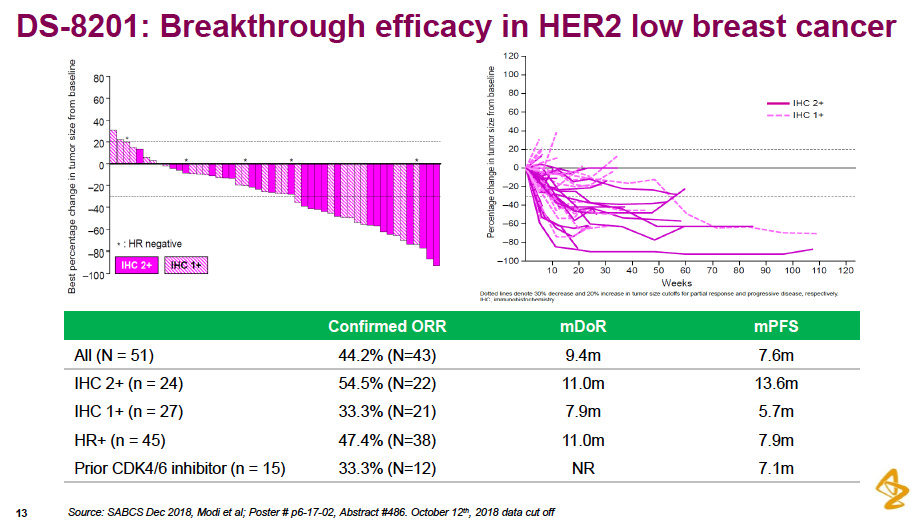 DS-8201: Breakthrough efficacy in HER2 low breast cancer
Best percentage change in tumor size from baseline
80
60
40
20
0
−20
−40
−60
−80
−100
*
*
*
*
*
* : HR negative
IHC 2+ IHC 1+
Percentage change in tumor size from baseline
120
100
80
60
40
20
0
−20
−40
−60
−80
−100
IHC 2+
IHC 1+
10 20 30 40 50 60 70 80 90 100 110 120
Weeks
Dotted lines denote 30% decrease and 20% increase in tumor size cutoffs for partial response and progressive disease, respectively.
IHC, immunohistochemistry
Confirmed ORR mDoR mPFS
All (N = 51) 44.2% (N=43) 9.4m 7.6m
IHC 2+ (n = 24) 54.5% (N=22) 11.0m 13.6m
IHC 1+ (n = 27) 33.3% (N=21) 7.9m 5.7m
HR+ (n = 45) 47.4% (N=38) 11.0m 7.9m
Prior CDK4/6 inhibitor (n = 15) 33.3% (N=12) NR 7.1m
13 Source: SABCS Dec 2018, Modi et al; Poster # p6-17-02, Abstract #486. October 12th, 2018 data cut off